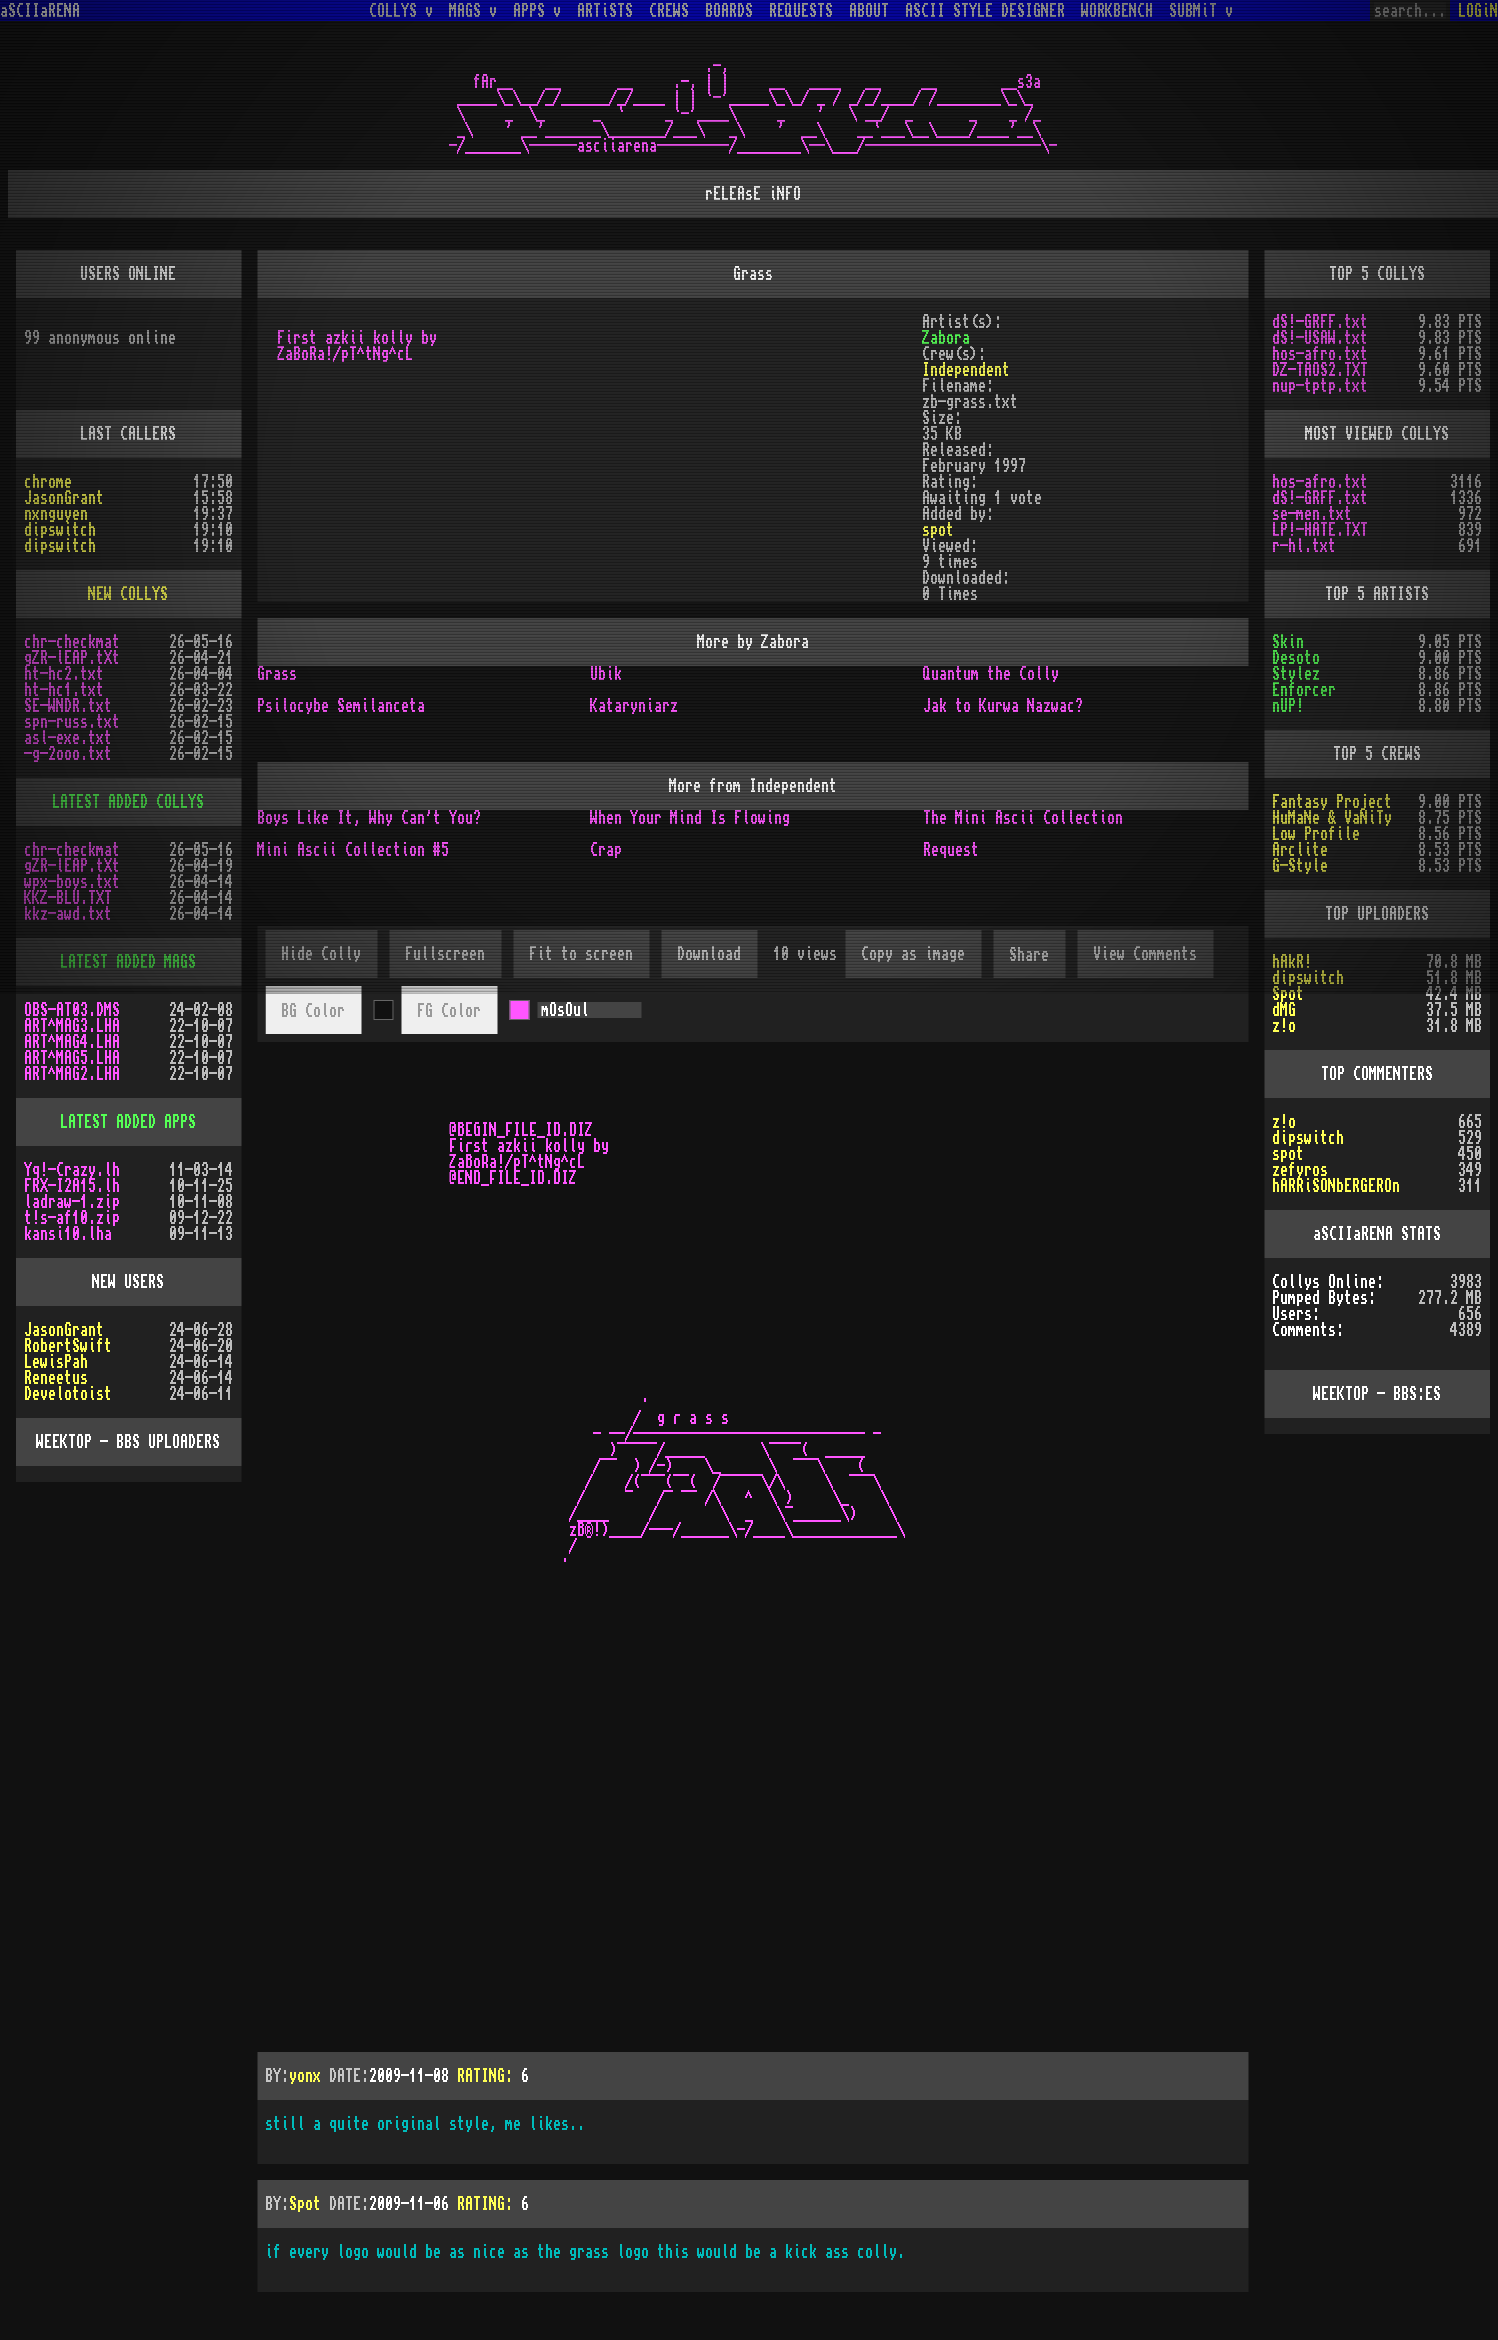 aSCIIaRENA COLLYS v MAGS v APPS v ARTiSTS CREWS BOARDS REQUESTS ABOUT ASCII STYLE DESIGNER WORKBENCH SUBMiT v search... LOGiN
fAr s3a
asciiarena
rELEAsE iNFO
USERS ONLINE
99 anonymous online
LAST CALLERS
chrome 17:50
JasonGrant 15:58
nxnguyen 19:37
dipswitch 19:10
dipswitch 19:10
NEW COLLYS
chr-checkmat 26-05-16
gZR-lEAP.tXt 26-04-21
ht-hc2.txt 26-04-04
ht-hc1.txt 26-03-22
SE-WNDR.txt 26-02-23
spn-russ.txt 26-02-15
asl-exe.txt 26-02-15
-g-2ooo.txt 26-02-15
LATEST ADDED COLLYS
chr-checkmat 26-05-16
gZR-lEAP.tXt 26-04-19
wpx-boys.txt 26-04-14
KKZ-BLU.TXT 26-04-14
kkz-awd.txt 26-04-14
LATEST ADDED MAGS
OBS-AT03.DMS 24-02-08
ART^MAG3.LHA 22-10-07
ART^MAG4.LHA 22-10-07
ART^MAG5.LHA 22-10-07
ART^MAG2.LHA 22-10-07
LATEST ADDED APPS
Yq!-Crazy.lh 11-03-14
FRX-I2A15.lh 10-11-25
ladraw-1.zip 10-11-08
t!s-af10.zip 09-12-22
kansi10.lha 09-11-13
NEW USERS
JasonGrant 24-06-28
RobertSwift 24-06-20
LewisPah 24-06-14
Reneetus 24-06-14
Develotoist 24-06-11
WEEKTOP - BBS UPLOADERS
Grass
First azkii kolly by
ZaBoRa!/pT^tNg^cL
Artist(s):
Zabora
Crew(s):
Independent
Filename:
zb-grass.txt
Size:
35 KB
Released:
February 1997
Rating:
Awaiting 1 vote
Added by:
spot
Viewed:
9 times
Downloaded:
0 Times
More by Zabora
Grass Ubik Quantum the Colly
Psilocybe Semilanceta Kataryniarz Jak to Kurwa Nazwac?
More from Independent
Boys Like It, Why Can't You? When Your Mind Is Flowing The Mini Ascii Collection
Mini Ascii Collection #5 Crap Request
Hide Colly Fullscreen Fit to screen Download 10 views Copy as image Share View Comments
BG Color FG Color mOsOul
@BEGIN_FILE_ID.DIZ
First azkii kolly by
ZaBoRa!/pT^tNg^cL
@END_FILE_ID.DIZ
g r a s s
zB®!)
BY:yonx DATE:2009-11-08 RATING: 6
still a quite original style, me likes..
BY:Spot DATE:2009-11-06 RATING: 6
if every logo would be as nice as the grass logo this would be a kick ass colly.
TOP 5 COLLYS
dS!-GRFF.txt 9.83 PTS
dS!-USAW.txt 9.83 PTS
hos-afro.txt 9.61 PTS
DZ-TAOS2.TXT 9.60 PTS
nup-tptp.txt 9.54 PTS
MOST VIEWED COLLYS
hos-afro.txt 3116
dS!-GRFF.txt 1336
se-men.txt 972
LP!-HATE.TXT 839
r-hl.txt 691
TOP 5 ARTISTS
Skin 9.05 PTS
Desoto 9.00 PTS
Stylez 8.86 PTS
Enforcer 8.86 PTS
nUP! 8.80 PTS
TOP 5 CREWS
Fantasy Project 9.00 PTS
HuMaNe & VaNiTy 8.75 PTS
Low Profile 8.56 PTS
Arclite 8.53 PTS
G-Style 8.53 PTS
TOP UPLOADERS
hAkR! 70.8 MB
dipswitch 51.8 MB
Spot 42.4 MB
dMG 37.5 MB
z!o 31.8 MB
TOP COMMENTERS
z!o 665
dipswitch 529
spot 450
zefyros 349
hARRiSONbERGEROn 311
aSCIIaRENA STATS
Collys Online: 3983
Pumped Bytes: 277.2 MB
Users: 656
Comments: 4389
WEEKTOP - BBS:ES